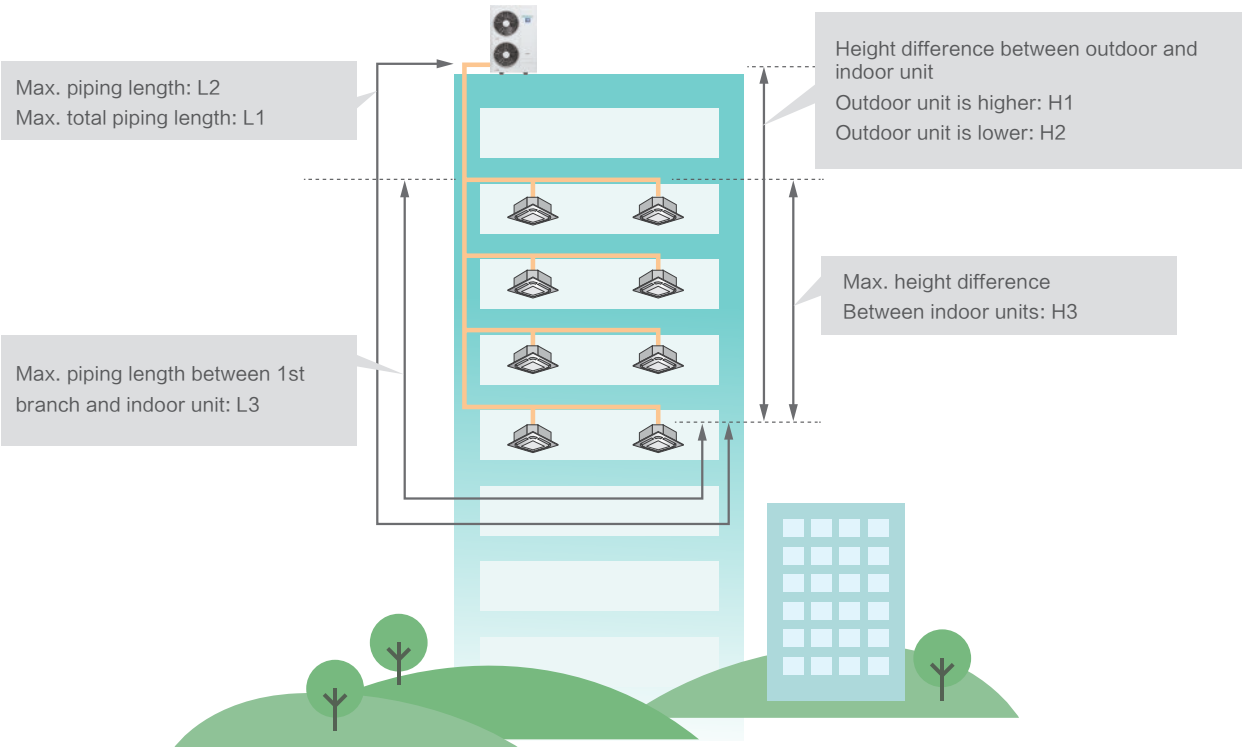 Max. piping length: L2
Max. total piping length: L1
Height difference between outdoor and
indoor unit
Outdoor unit is higher: H1
Outdoor unit is lower: H2
Max. height difference
Between indoor units: H3
Max. piping length between 1st
branch and indoor unit: L3